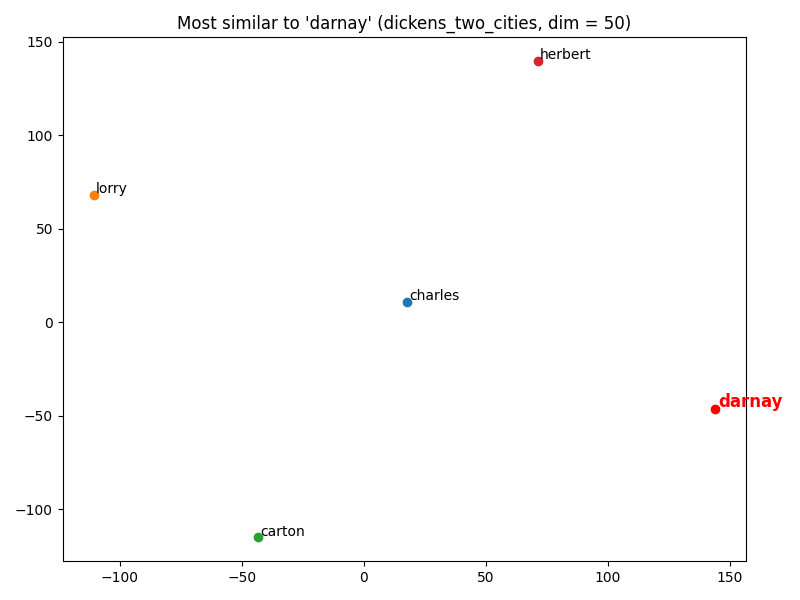 Most similar to 'darnay' (dickens_two_cities, dim = 50)
150
herbert
100
lorry
50
charles
0
darnay
−50
carton
−100
−100 −50 0 50 100 150